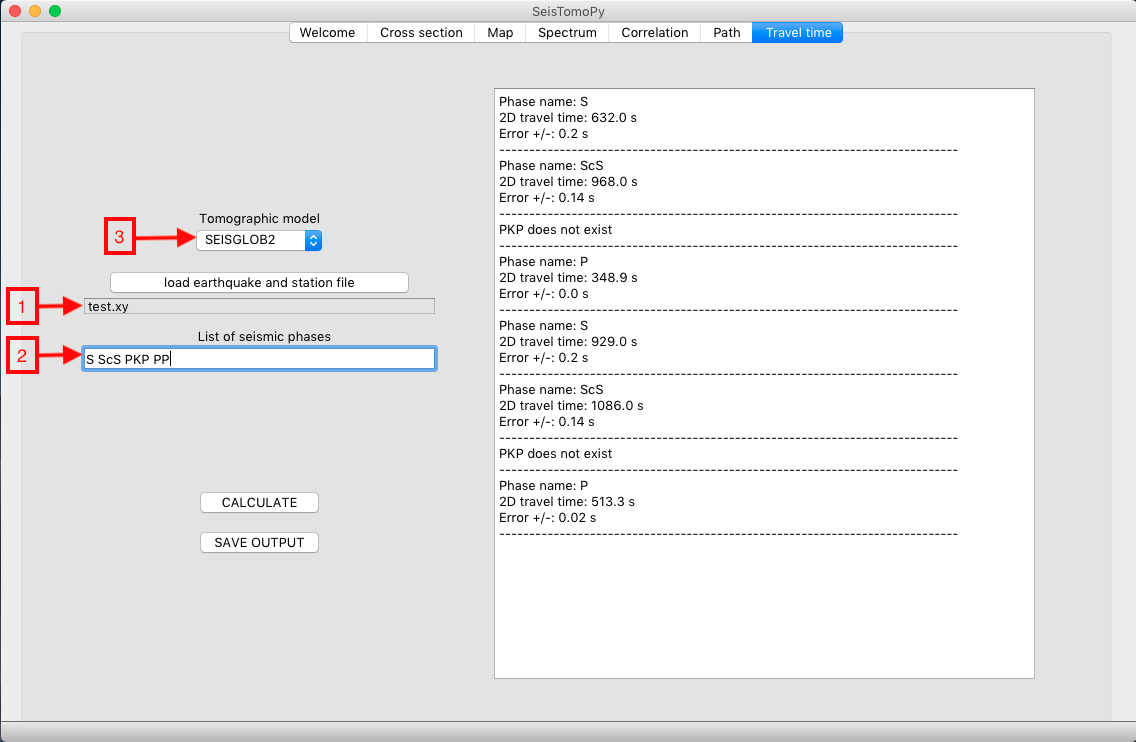 SeisTomoPy
Welcome Cross section Map Spectrum Correlation Path Travel time
Tomographic model
3
SEISGLOB2
load earthquake and station file
1
test.xy
List of seismic phases
2
S ScS PKP PP
CALCULATE
SAVE OUTPUT
Phase name: S
2D travel time: 632.0 s
Error +/-: 0.2 s
--------------------------------------------------------------------------------
Phase name: ScS
2D travel time: 968.0 s
Error +/-: 0.14 s
--------------------------------------------------------------------------------
PKP does not exist
--------------------------------------------------------------------------------
Phase name: P
2D travel time: 348.9 s
Error +/-: 0.0 s
--------------------------------------------------------------------------------
Phase name: S
2D travel time: 929.0 s
Error +/-: 0.2 s
--------------------------------------------------------------------------------
Phase name: ScS
2D travel time: 1086.0 s
Error +/-: 0.14 s
--------------------------------------------------------------------------------
PKP does not exist
--------------------------------------------------------------------------------
Phase name: P
2D travel time: 513.3 s
Error +/-: 0.02 s
--------------------------------------------------------------------------------